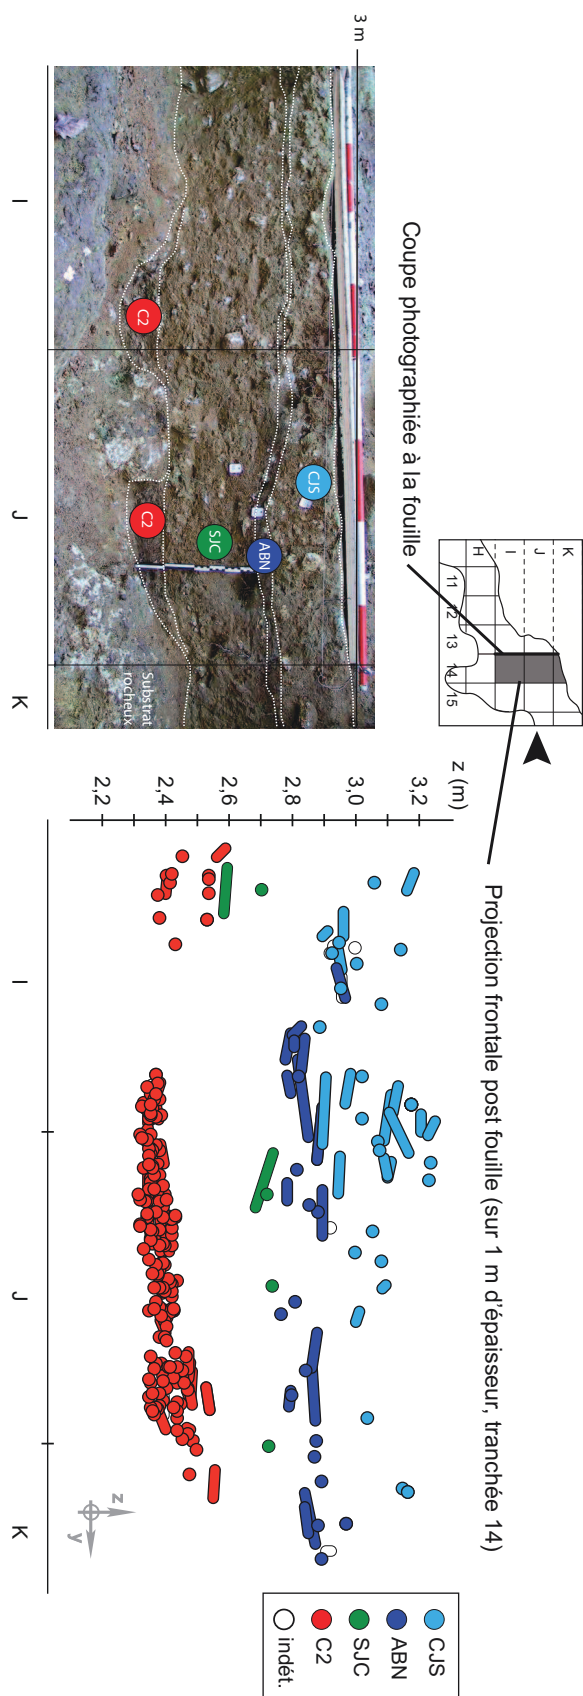 3 m
Coupe photographiée à la fouille
K
J
I
H
11
12
13
14
15
CJS
ABN
SJC
C2
C2
Substrat
rocheux
I
J
K
Projection frontale post fouille (sur 1 m d'épaisseur, tranchée 14)
z (m)
3,2
3,0
2,8
2,6
2,4
2,2
I
J
K
z
y
CJS
ABN
SJC
C2
indét.